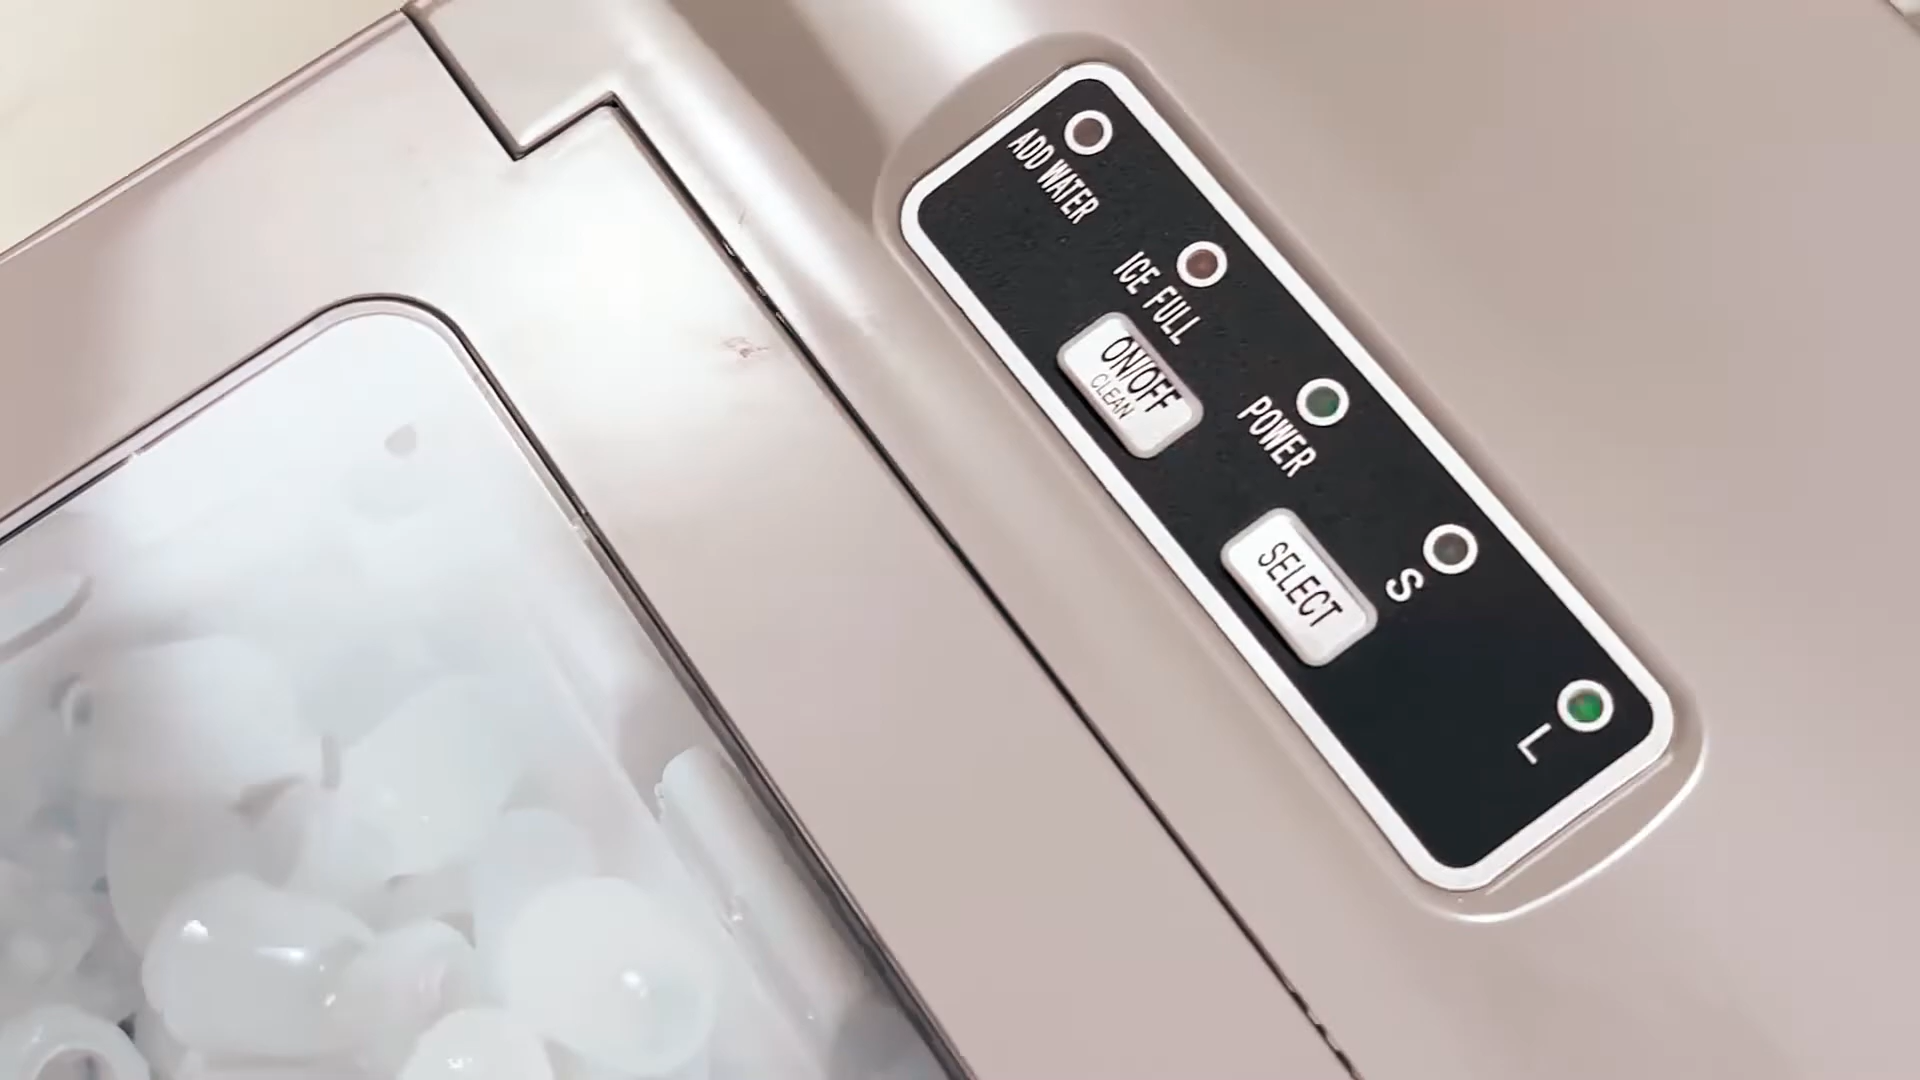 ADD WATER
ICE FULL
ON/OFF
CLEAN
POWER
SELECT
S
L